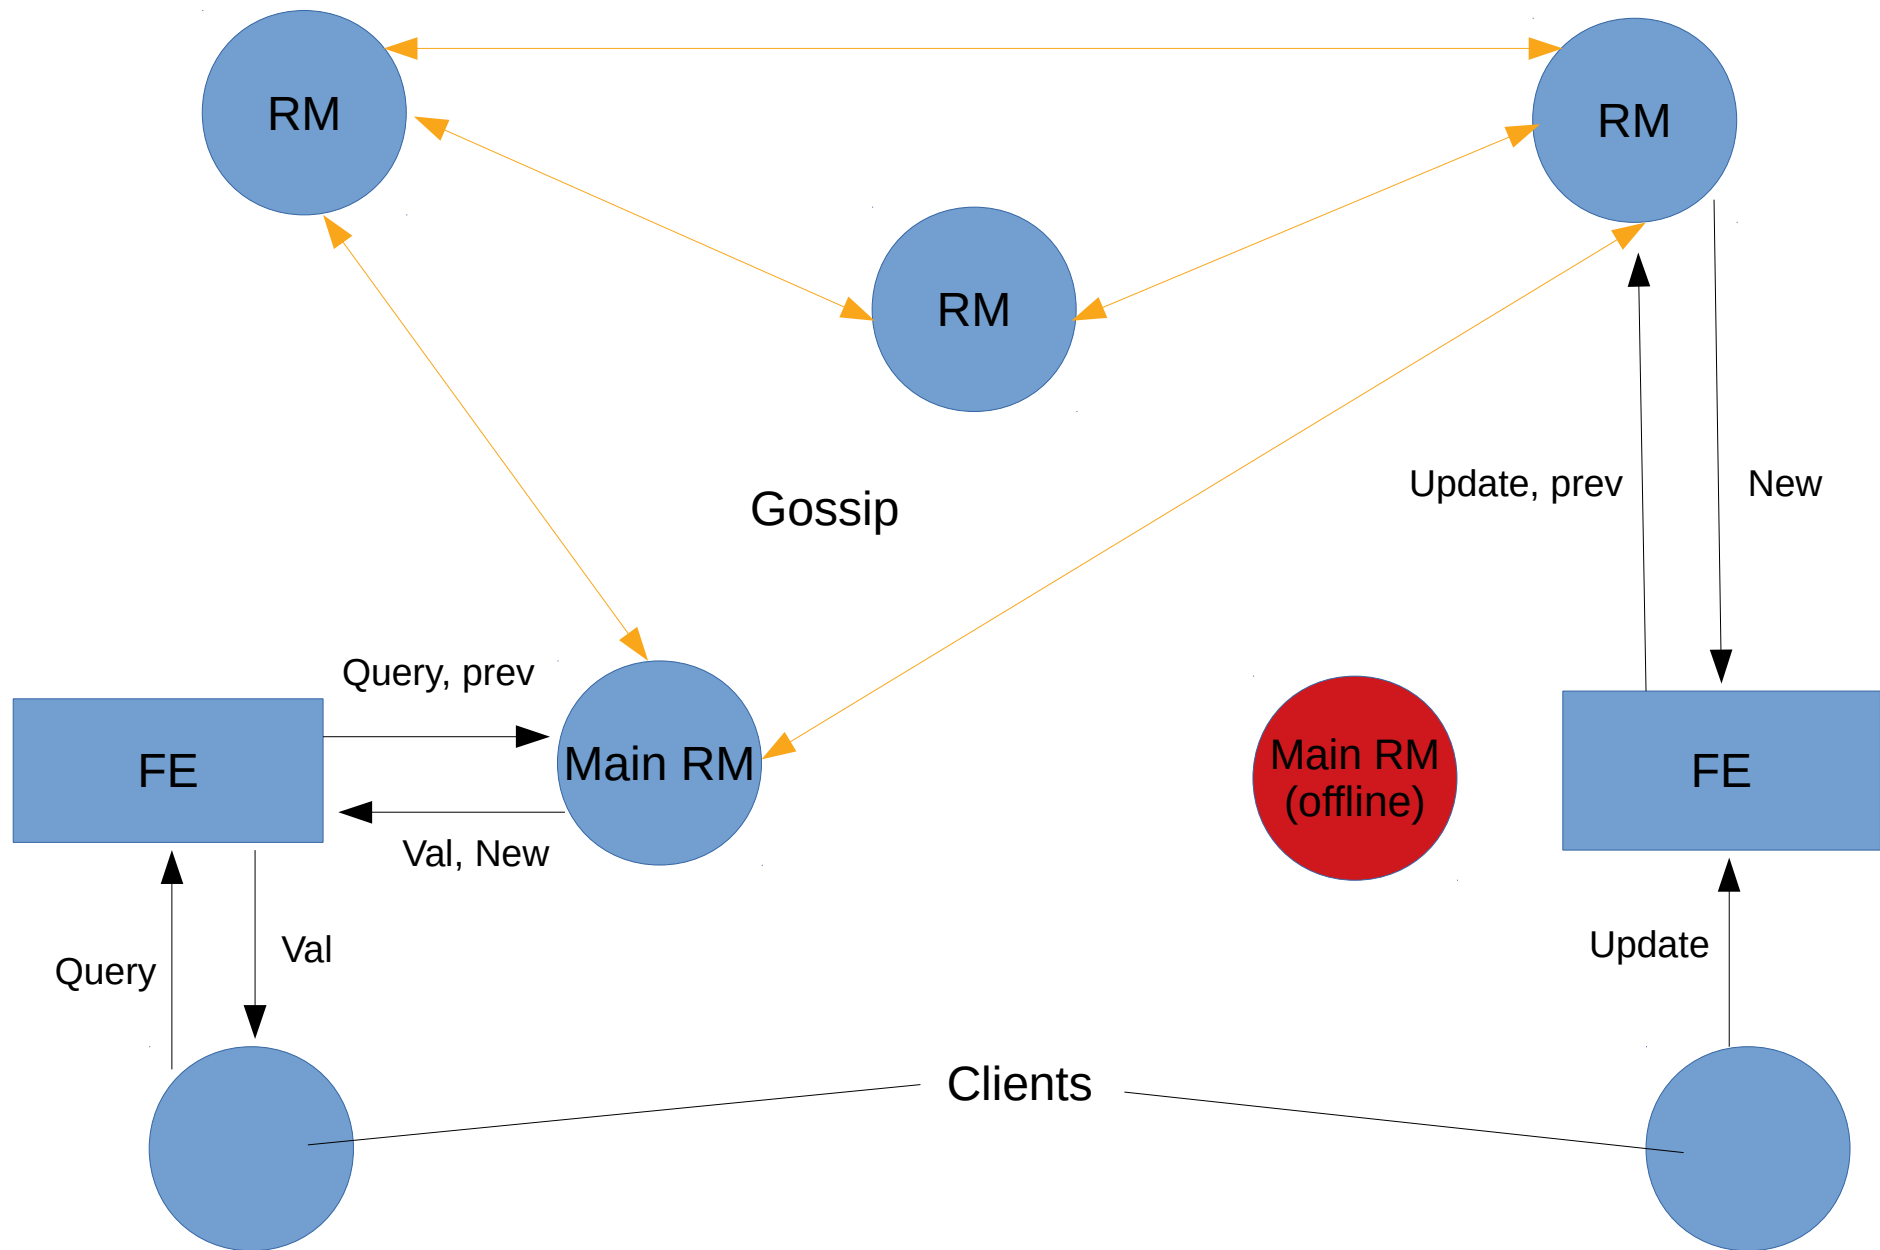 RM
RM
RM
Update, prev
New
Gossip
Query, prev
Main RM
Main RM
(offline)
FE
FE
Val, New
Val
Query
Update
Clients